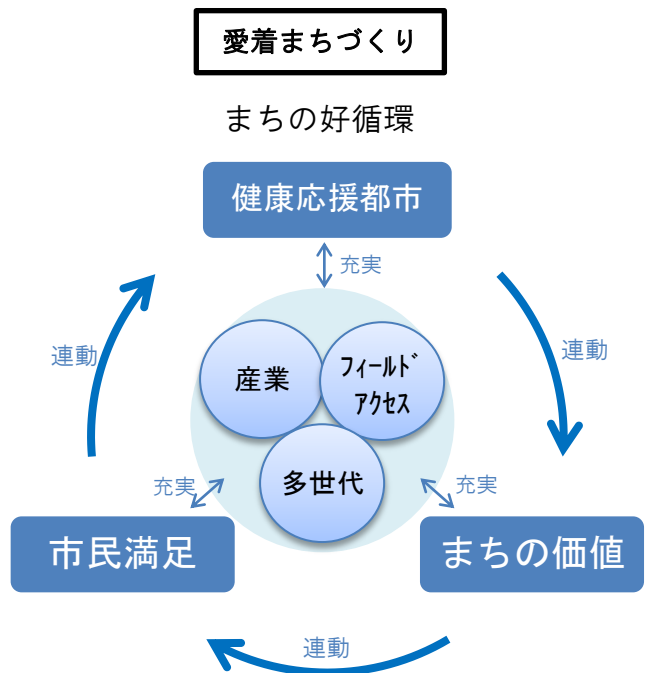 愛着まちづくり
まちの好循環
健康応援都市
充実
連動
連動
産業
フィールド
アクセス
多世代
充実
充実
市民満足
まちの価値
連動